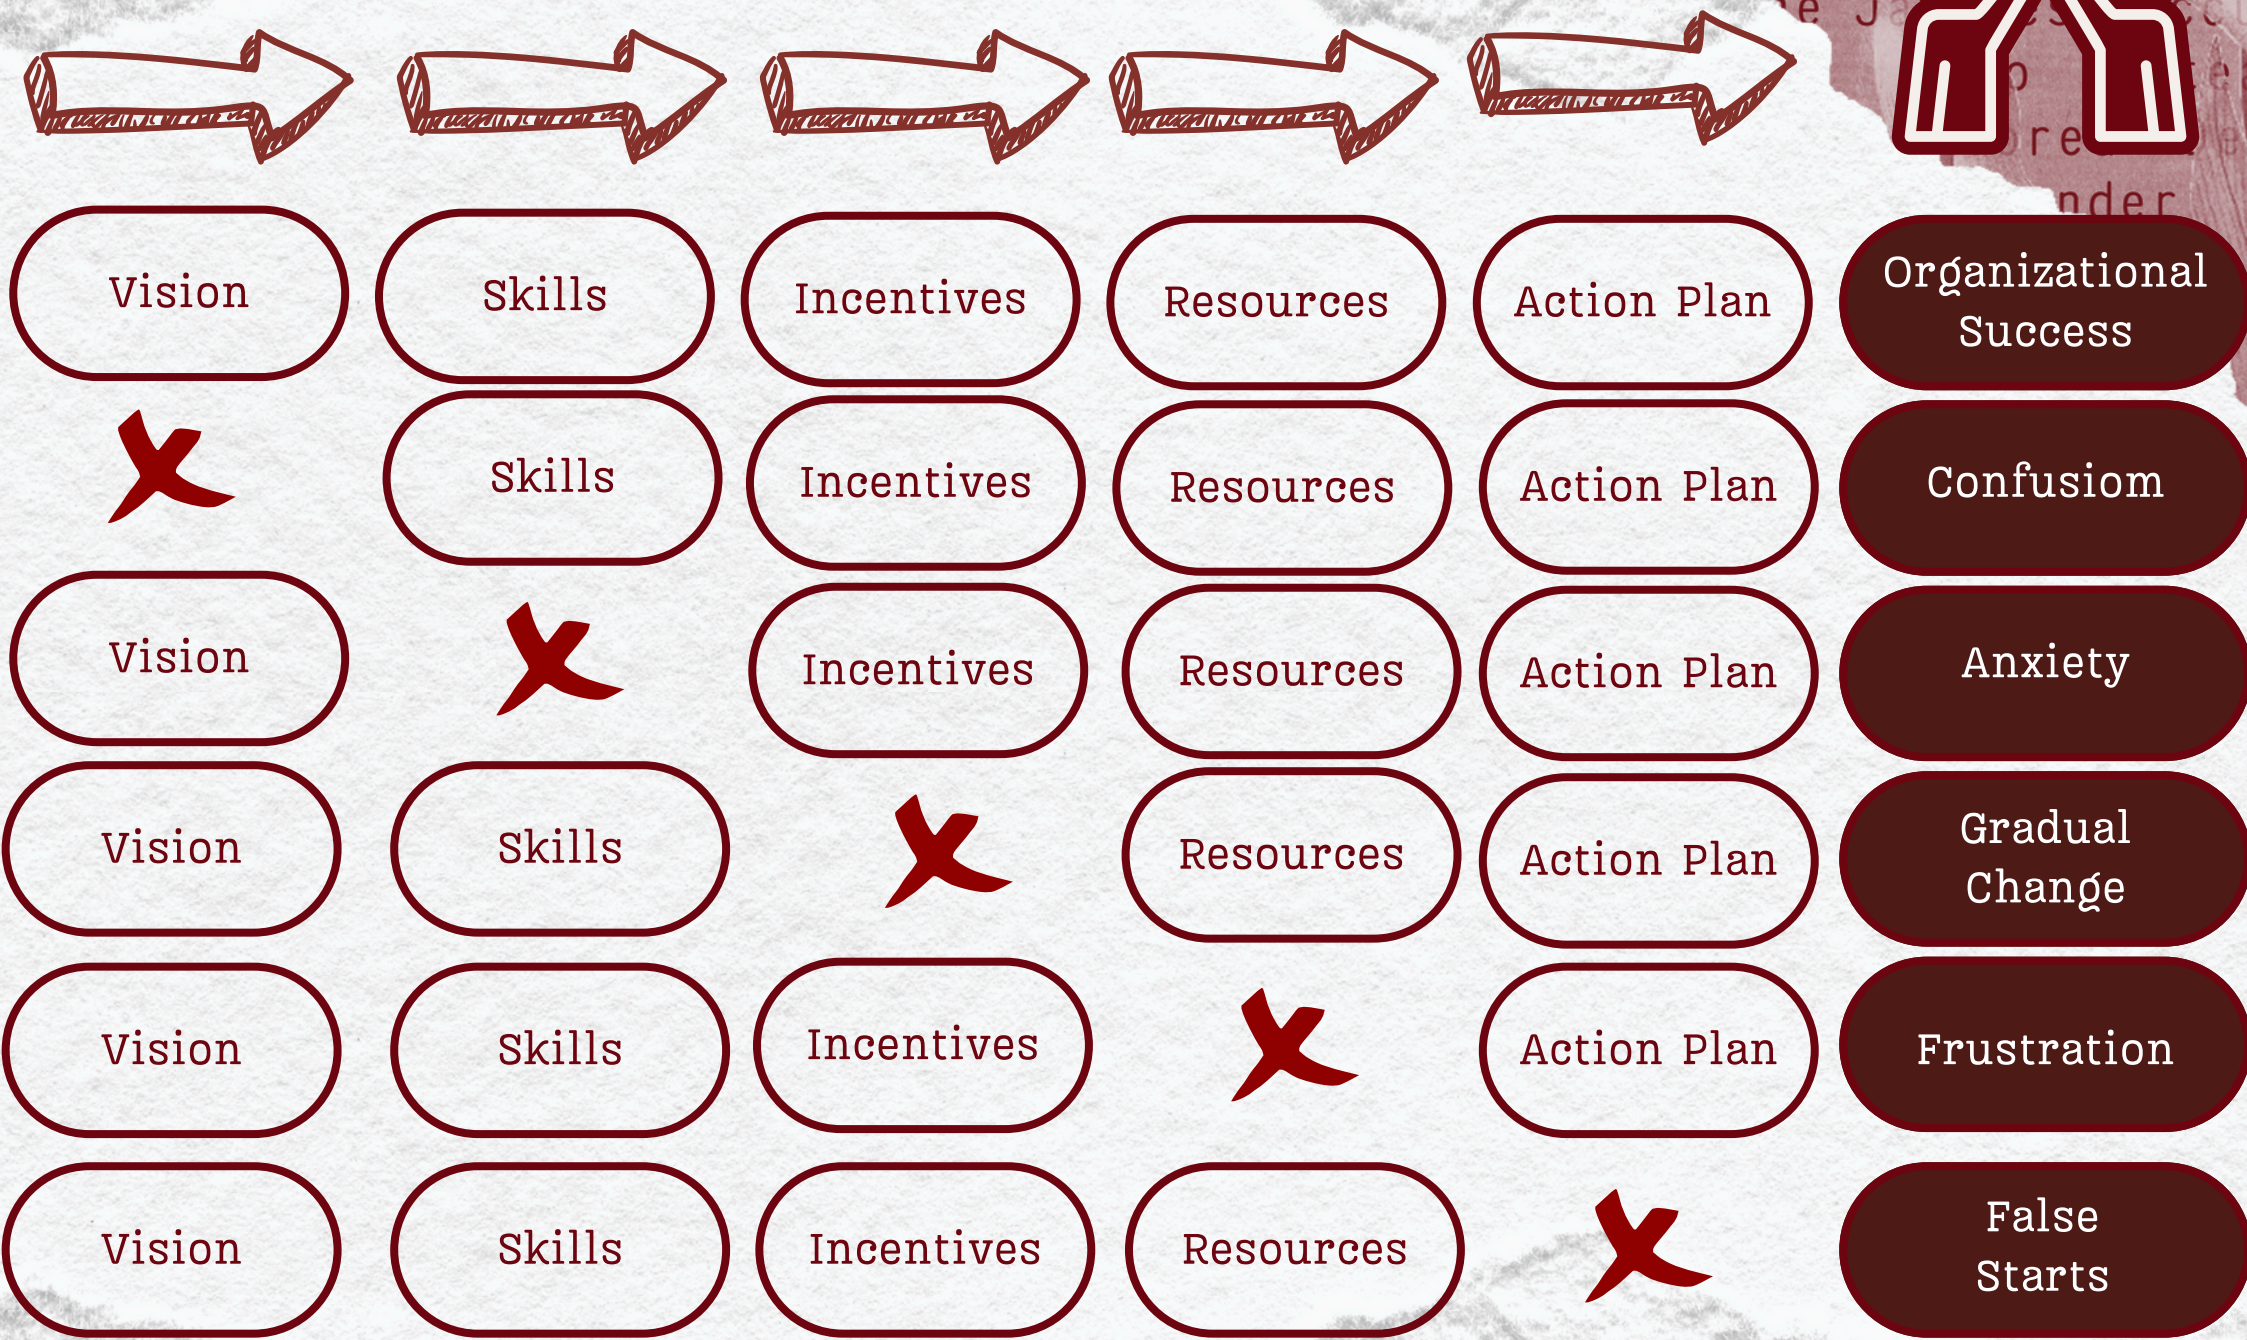 Vision Skills Incentives Resources Action Plan Organizational
Success
Skills Incentives Resources Action Plan Confusiom
Vision Incentives Resources Action Plan Anxiety
Vision Skills Resources Action Plan Gradual
Change
Vision Skills Incentives Action Plan Frustration
Vision Skills Incentives Resources False
Starts